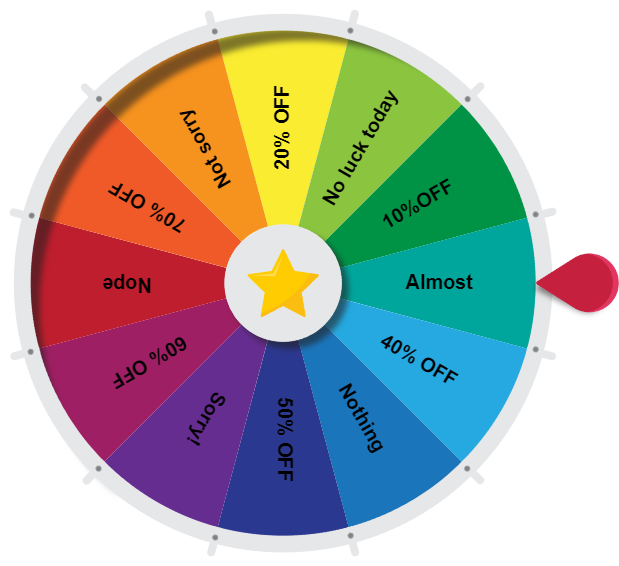 20% OFF
No luck today
10%OFF
Almost
40% OFF
Nothing
50% OFF
Sorry!
60% OFF
Nope
70% OFF
Not sorry